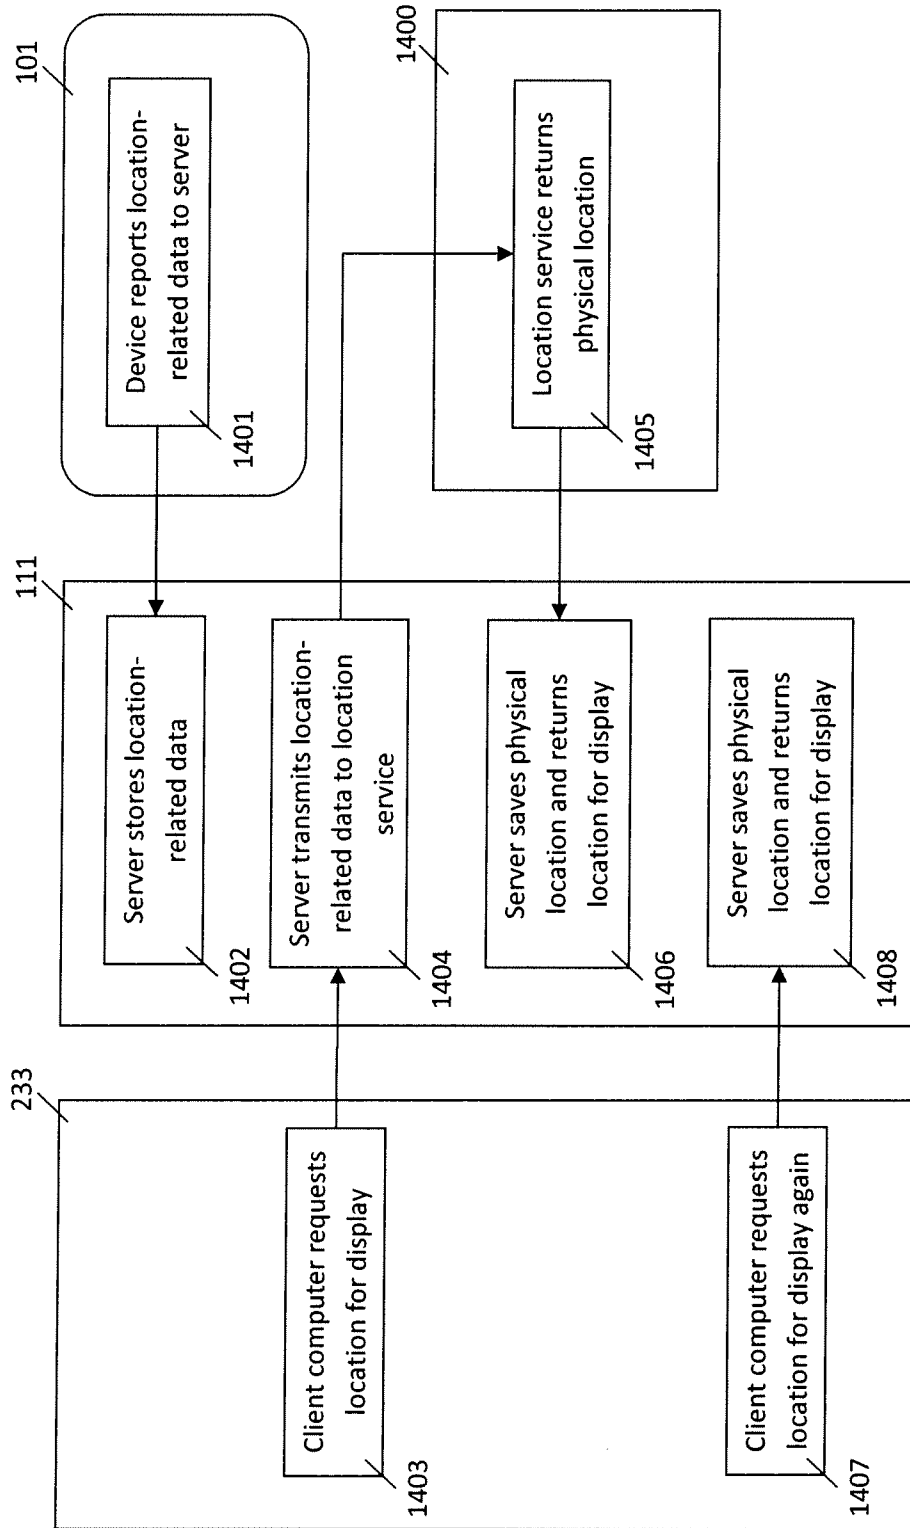 233
111
101
Client computer requests
location for display
1403
Client computer requests
location for display again
1407
Server stores location-
related data
1402
Server transmits location-
related data to location
service
1404
Server saves physical
location and returns
location for display
1406
Server saves physical
location and returns
location for display
1408
Device reports location-
related data to server
1401
1400
Location service returns
physical location
1405